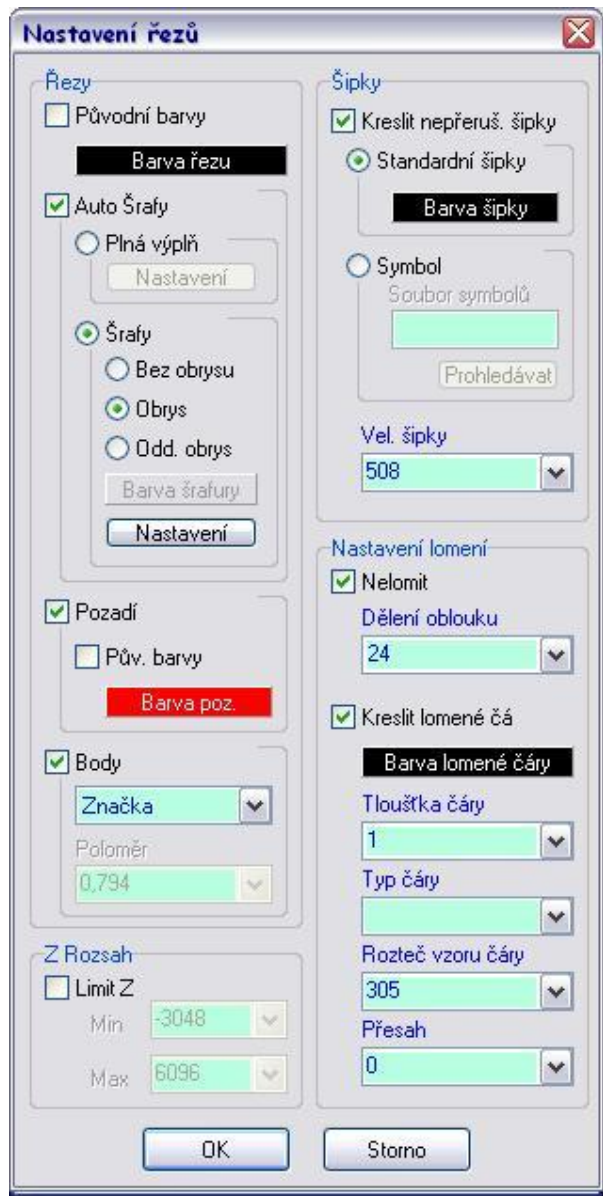 Nastavení řezů
Řezy
Původní barvy
Barva řezu
Auto Šrafy
Plná výplň
Nastavení
Šrafy
Bez obrysu
Obrys
Odd. obrys
Barva šrafury
Nastavení
Pozadí
Pův. barvy
Barva poz.
Body
Značka
Poloměr
0,794
Z Rozsah
Limit Z
Min -3048
Max 6096
Šipky
Kreslit nepřeruš. šipky
Standardní šipky
Barva šipky
Symbol
Soubor symbolů
Prohledávat
Vel. šipky
508
Nastavení lomení
Nelomit
Dělení oblouku
24
Kreslit lomené čá
Barva lomené čáry
Tloušťka čáry
1
Typ čáry
Rozteč vzoru čáry
305
Přesah
0
OK
Storno